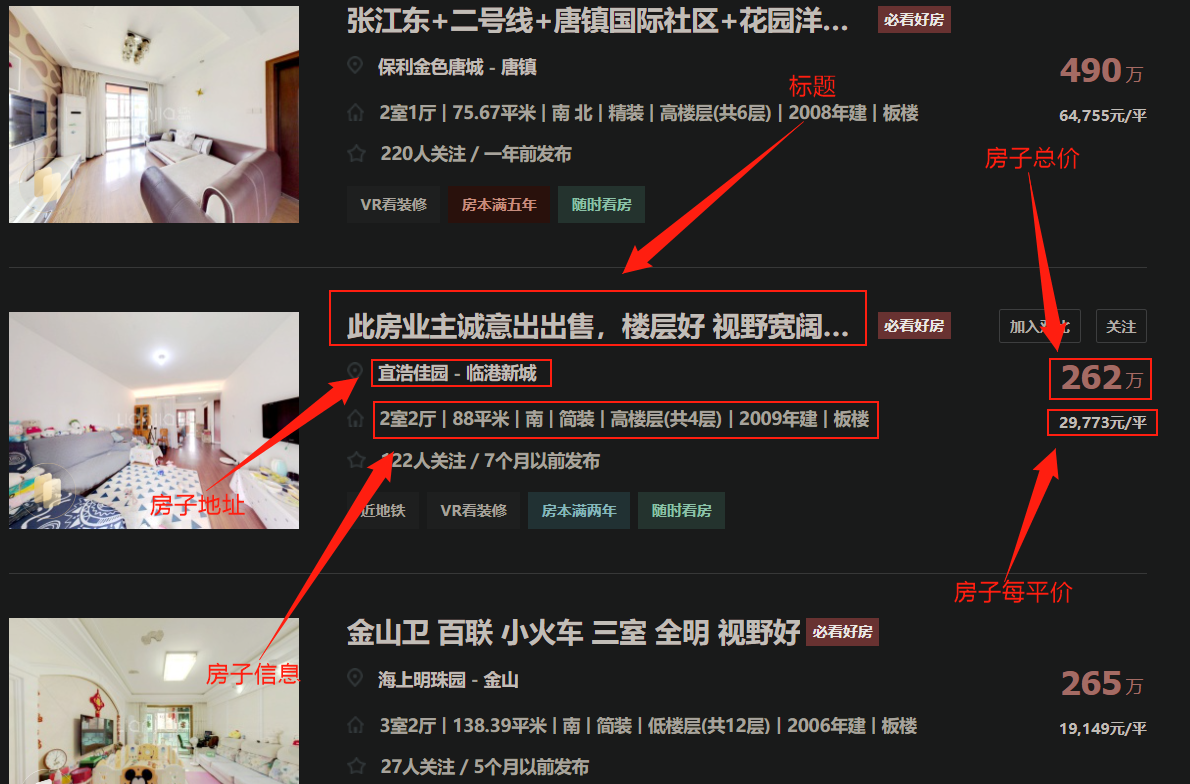 张江东+二号线+唐镇国际社区+花园洋...
必看好房
保利金色唐城 - 唐镇
490万
标题
2室1厅 | 75.67平米 | 南 北 | 精装 | 高楼层(共6层) | 2008年建 | 板楼
64,755元/平
220人关注 / 一年前发布
房子总价
VR看装修
房本满五年
随时看房
此房业主诚意出出售，楼层好 视野宽阔...
必看好房
加入对比
关注
宜浩佳园 - 临港新城
262万
2室2厅 | 88平米 | 南 | 简装 | 高楼层(共4层) | 2009年建 | 板楼
29,773元/平
122人关注 / 7个月以前发布
房子地址
近地铁
VR看装修
房本满两年
随时看房
房子每平价
金山卫 百联 小火车 三室 全明 视野好
必看好房
房子信息
海上明珠园 - 金山
265万
3室2厅 | 138.39平米 | 南 | 简装 | 低楼层(共12层) | 2006年建 | 板楼
19,149元/平
27人关注 / 5个月以前发布